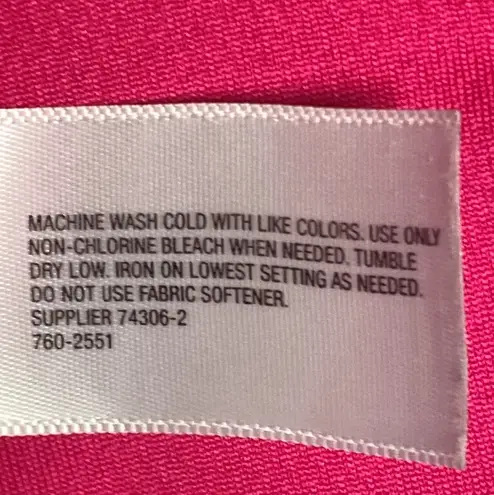 MACHINE WASH COLD WITH LIKE COLORS. USE ONLY
NON-CHLORINE BLEACH WHEN NEEDED. TUMBLE
DRY LOW. IRON ON LOWEST SETTING AS NEEDED.
DO NOT USE FABRIC SOFTENER.
SUPPLIER 74306-2
760-2551